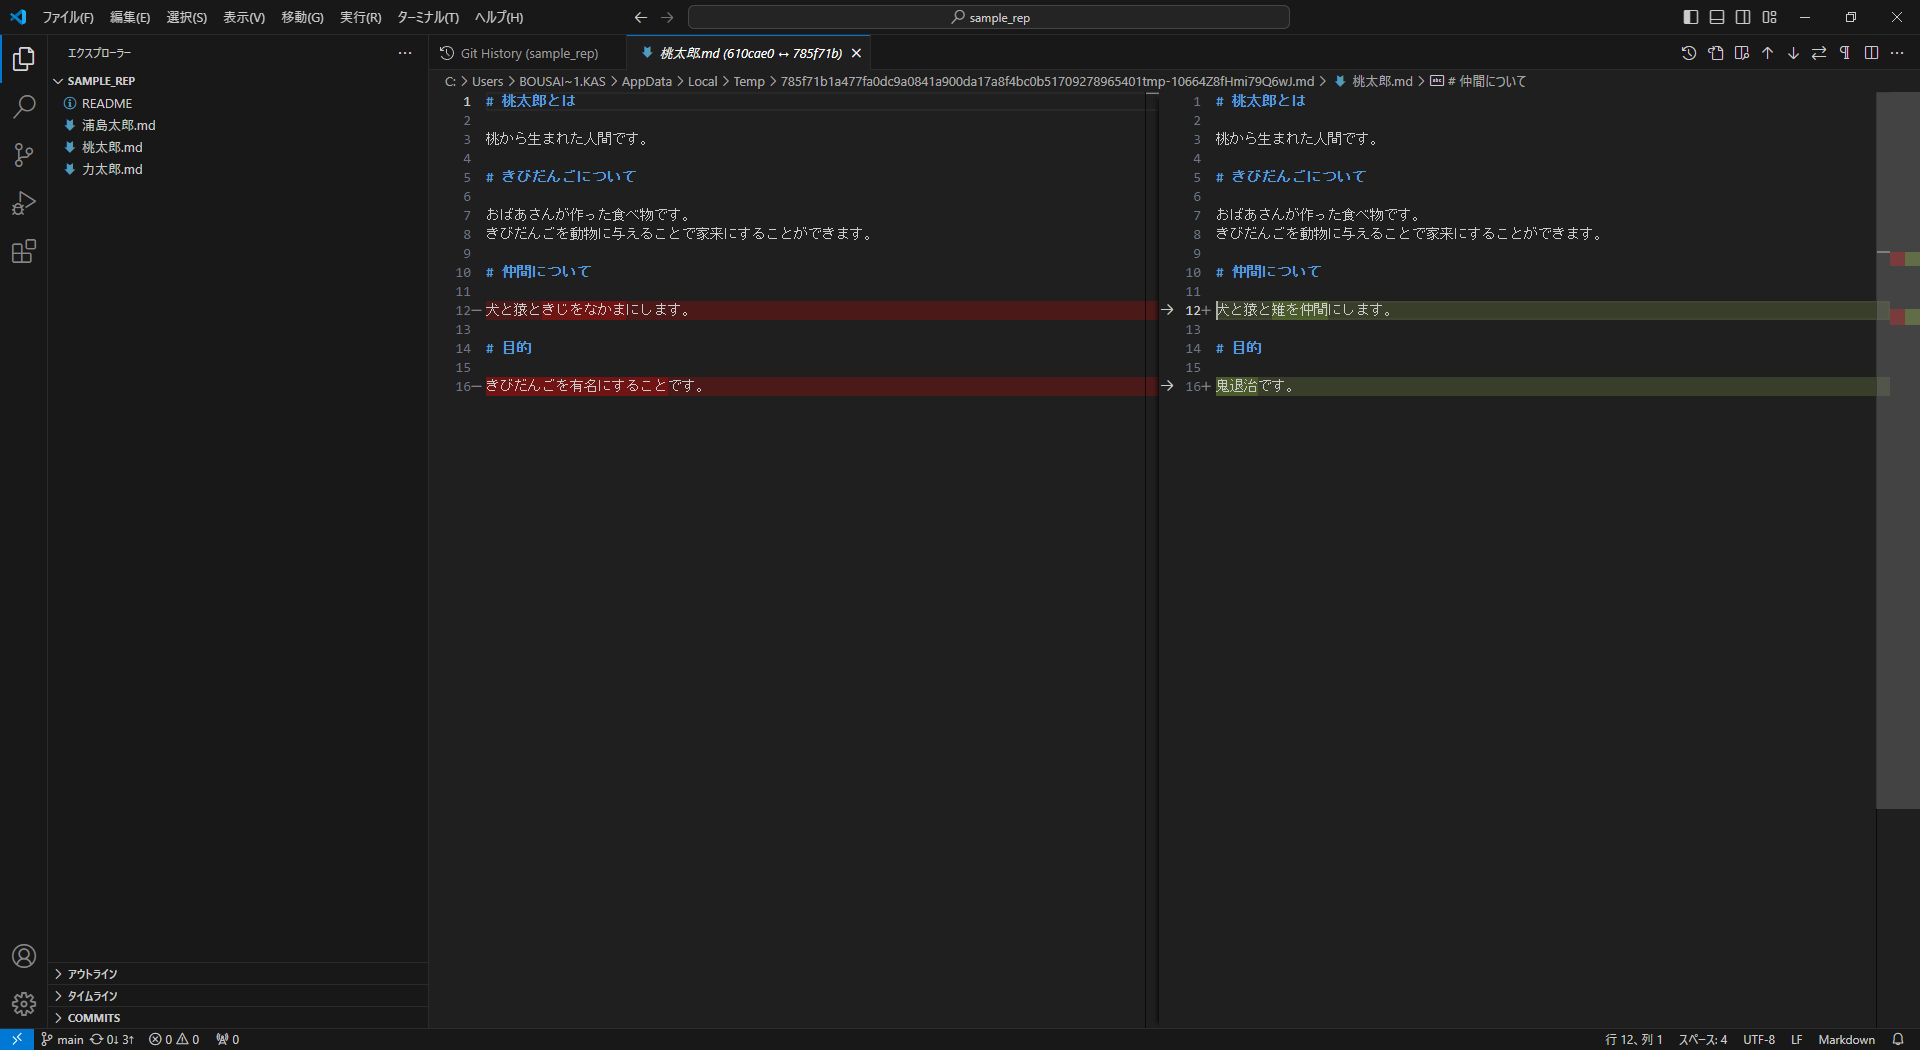 ファイル(F) 編集(E) 選択(S) 表示(V) 移動(G) 実行(R) ターミナル(T) ヘルプ(H)
sample_rep
エクスプローラー
SAMPLE_REP
README
浦島太郎.md
桃太郎.md
力太郎.md
アウトライン
タイムライン
COMMITS
Git History (sample_rep)
桃太郎.md (610cae0 ↔ 785f71b)
C: > Users > BOUSAI~1.KAS > AppData > Local > Temp > 785f71b1a477fa0dc9a0841a900da17a8f4bc0b51709278965401tmp-10664Z8fHmi79Q6wJ.md > 桃太郎.md > # 仲間について
1 # 桃太郎とは
2
3 桃から生まれた人間です。
4
5 # きびだんごについて
6
7 おばあさんが作った食べ物です。
8 きびだんごを動物に与えることで家来にすることができます。
9
10 # 仲間について
11
12− 犬と猿ときじをなかまにします。
13
14 # 目的
15
16− きびだんごを有名にすることです。
1 # 桃太郎とは
2
3 桃から生まれた人間です。
4
5 # きびだんごについて
6
7 おばあさんが作った食べ物です。
8 きびだんごを動物に与えることで家来にすることができます。
9
10 # 仲間について
11
12+ 犬と猿と雉を仲間にします。
13
14 # 目的
15
16+ 鬼退治です。
main 0↓ 3↑ 0 0 0
行 12、列 1 スペース: 4 UTF-8 LF Markdown